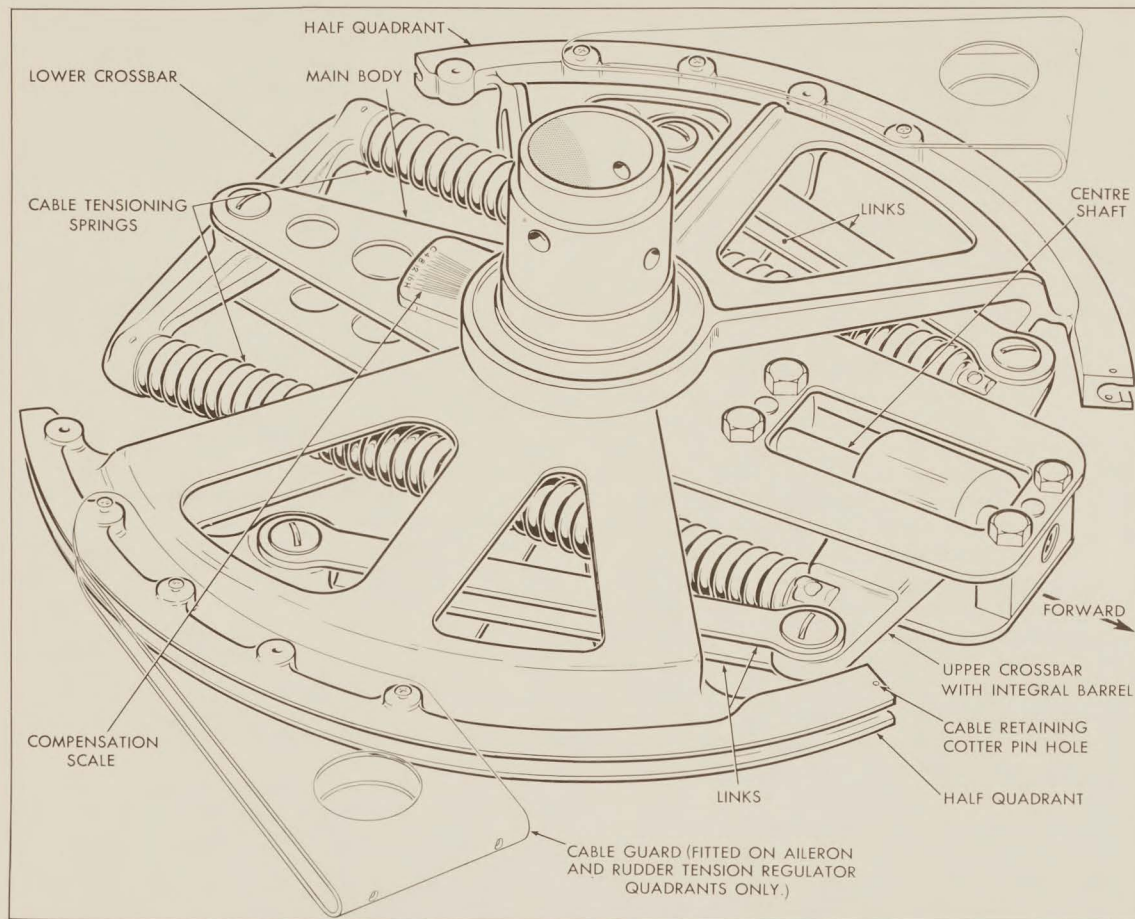 HALF QUADRANT
LOWER CROSSBAR
MAIN BODY
CABLE TENSIONING
SPRINGS
LINKS
CENTRE
SHAFT
FORWARD
UPPER CROSSBAR
WITH INTEGRAL BARREL
CABLE RETAINING
COTTER PIN HOLE
COMPENSATION
SCALE
LINKS
HALF QUADRANT
CABLE GUARD (FITTED ON AILERON
AND RUDDER TENSION REGULATOR
QUADRANTS ONLY.)